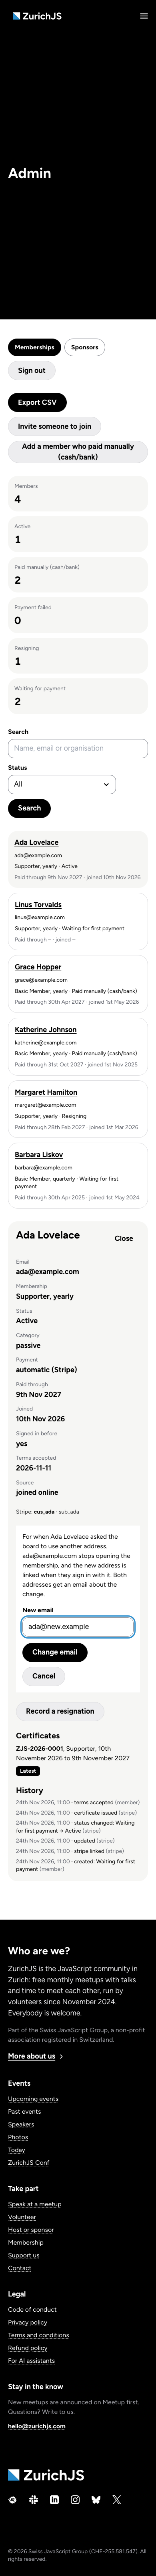 ZurichJS
Admin
Memberships
Sponsors
Sign out
Export CSV
Invite someone to join
Add a member who paid manually
(cash/bank)
Members
4
Active
1
Paid manually (cash/bank)
2
Payment failed
0
Resigning
1
Waiting for payment
2
Search
Name, email or organisation
Status
All
Search
Ada Lovelace
ada@example.com
Supporter, yearly · Active
Paid through 9th Nov 2027 · joined 10th Nov 2026
Linus Torvalds
linus@example.com
Supporter, yearly · Waiting for first payment
Paid through – · joined –
Grace Hopper
grace@example.com
Basic Member, yearly · Paid manually (cash/bank)
Paid through 30th Apr 2027 · joined 1st May 2026
Katherine Johnson
katherine@example.com
Basic Member, yearly · Paid manually (cash/bank)
Paid through 31st Oct 2027 · joined 1st Nov 2025
Margaret Hamilton
margaret@example.com
Supporter, yearly · Resigning
Paid through 28th Feb 2027 · joined 1st Mar 2026
Barbara Liskov
barbara@example.com
Basic Member, quarterly · Waiting for first
payment
Paid through 30th Apr 2025 · joined 1st May 2024
Ada Lovelace
Close
Email
ada@example.com
Membership
Supporter, yearly
Status
Active
Category
passive
Payment
automatic (Stripe)
Paid through
9th Nov 2027
Joined
10th Nov 2026
Signed in before
yes
Terms accepted
2026-11-11
Source
joined online
Stripe: cus_ada · sub_ada
For when Ada Lovelace asked the
board to use another address.
ada@example.com stops opening the
membership, and the new address is
linked when they sign in with it. Both
addresses get an email about the
change.
New email
ada@new.example
Change email
Cancel
Record a resignation
Certificates
ZJS-2026-0001, Supporter, 10th
November 2026 to 9th November 2027
Latest
History
24th Nov 2026, 11:00 · terms accepted (member)
24th Nov 2026, 11:00 · certificate issued (stripe)
24th Nov 2026, 11:00 · status changed: Waiting
for first payment → Active (stripe)
24th Nov 2026, 11:00 · updated (stripe)
24th Nov 2026, 11:00 · stripe linked (stripe)
24th Nov 2026, 11:00 · created: Waiting for first
payment (member)
Who are we?
ZurichJS is the JavaScript community in
Zurich: free monthly meetups with talks
and time to meet each other, run by
volunteers since November 2024.
Everybody is welcome.
Part of the Swiss JavaScript Group, a non-profit
association registered in Switzerland.
More about us
Events
Upcoming events
Past events
Speakers
Photos
Today
ZurichJS Conf
Take part
Speak at a meetup
Volunteer
Host or sponsor
Membership
Support us
Contact
Legal
Code of conduct
Privacy policy
Terms and conditions
Refund policy
For AI assistants
Stay in the know
New meetups are announced on Meetup first.
Questions? Write to us.
hello@zurichjs.com
ZurichJS
© 2026 Swiss JavaScript Group (CHE-255.581.547). All
rights reserved.